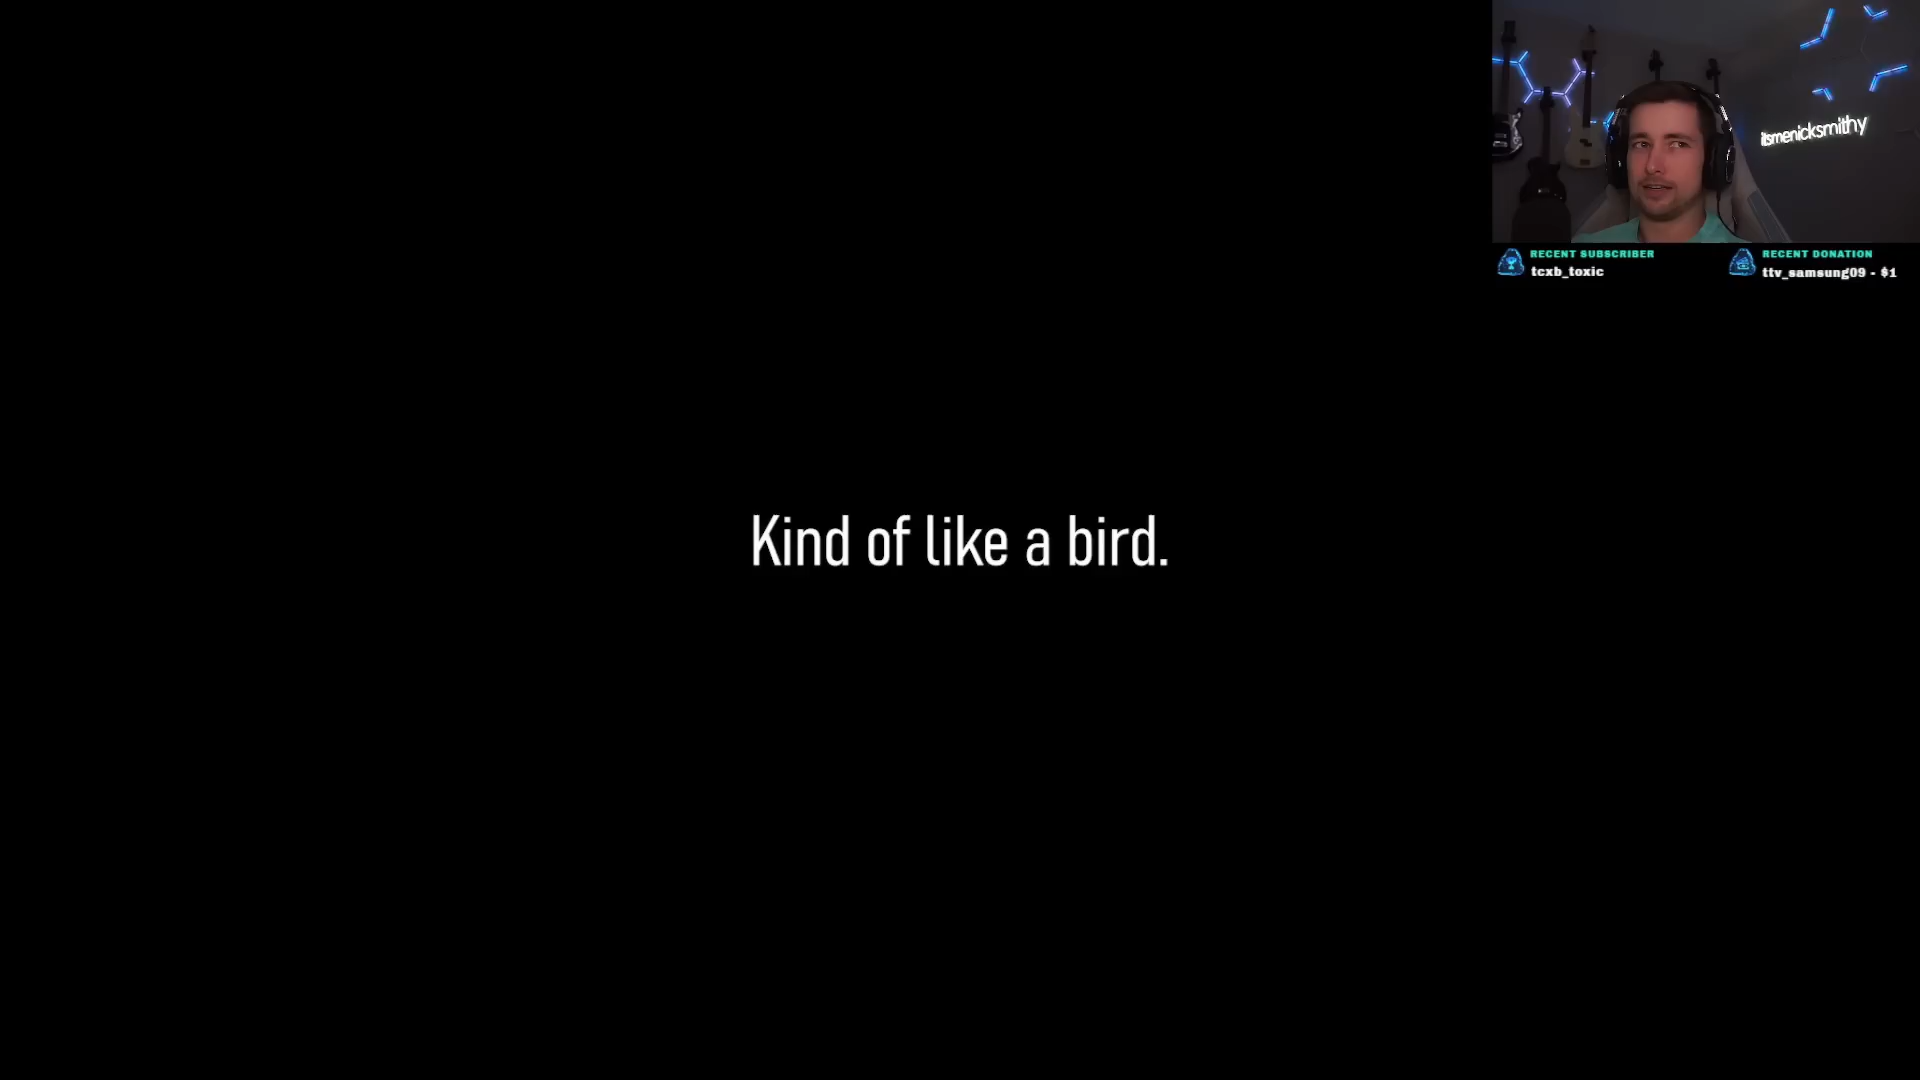 itsmenicksmithy
RECENT SUBSCRIBER
tcxb_toxic
RECENT DONATION
ttv_samsung09 - $1
Kind of like a bird.